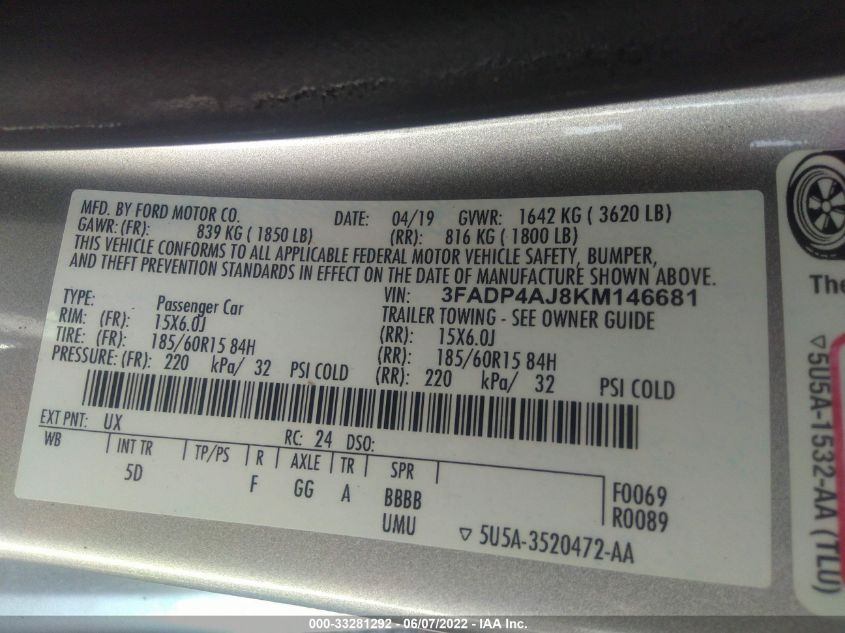 MFD. BY FORD MOTOR CO. DATE: 04/19 GVWR: 1642 KG ( 3620 LB)
GAWR: (FR): 839 KG ( 1850 LB) (RR): 816 KG ( 1800 LB)
THIS VEHICLE CONFORMS TO ALL APPLICABLE FEDERAL MOTOR VEHICLE SAFETY, BUMPER,
AND THEFT PREVENTION STANDARDS IN EFFECT ON THE DATE OF MANUFACTURE SHOWN ABOVE.
VIN: 3FADP4AJ8KM146681
TYPE: Passenger Car TRAILER TOWING - SEE OWNER GUIDE
RIM: (FR): 15X6.0J (RR): 15X6.0J
TIRE: (FR): 185/60R15 84H (RR): 185/60R15 84H
PRESSURE: (FR): 220 kPa/ 32 PSI COLD (RR): 220 kPa/ 32 PSI COLD
EXT PNT: UX RC: 24 DSO:
WB INT TR TP/PS R AXLE TR SPR
5D F GG A BBBB F0069
UMU R0089
▽ 5U5A-3520472-AA
The
▽5U5A-1532-AA (TLU)
000-33281292 - 06/07/2022 - IAA Inc.